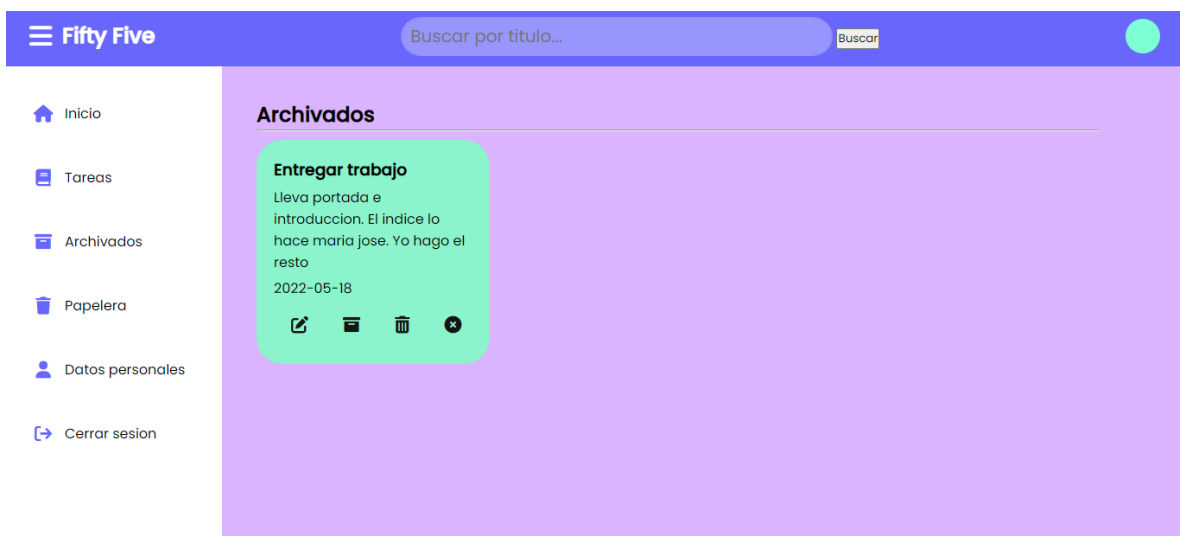 Fifty Five
Buscar por titulo...
Buscar
Inicio
Tareas
Archivados
Papelera
Datos personales
Cerrar sesion
Archivados
Entregar trabajo
Lleva portada e
introduccion. El indice lo
hace maria jose. Yo hago el
resto
2022-05-18